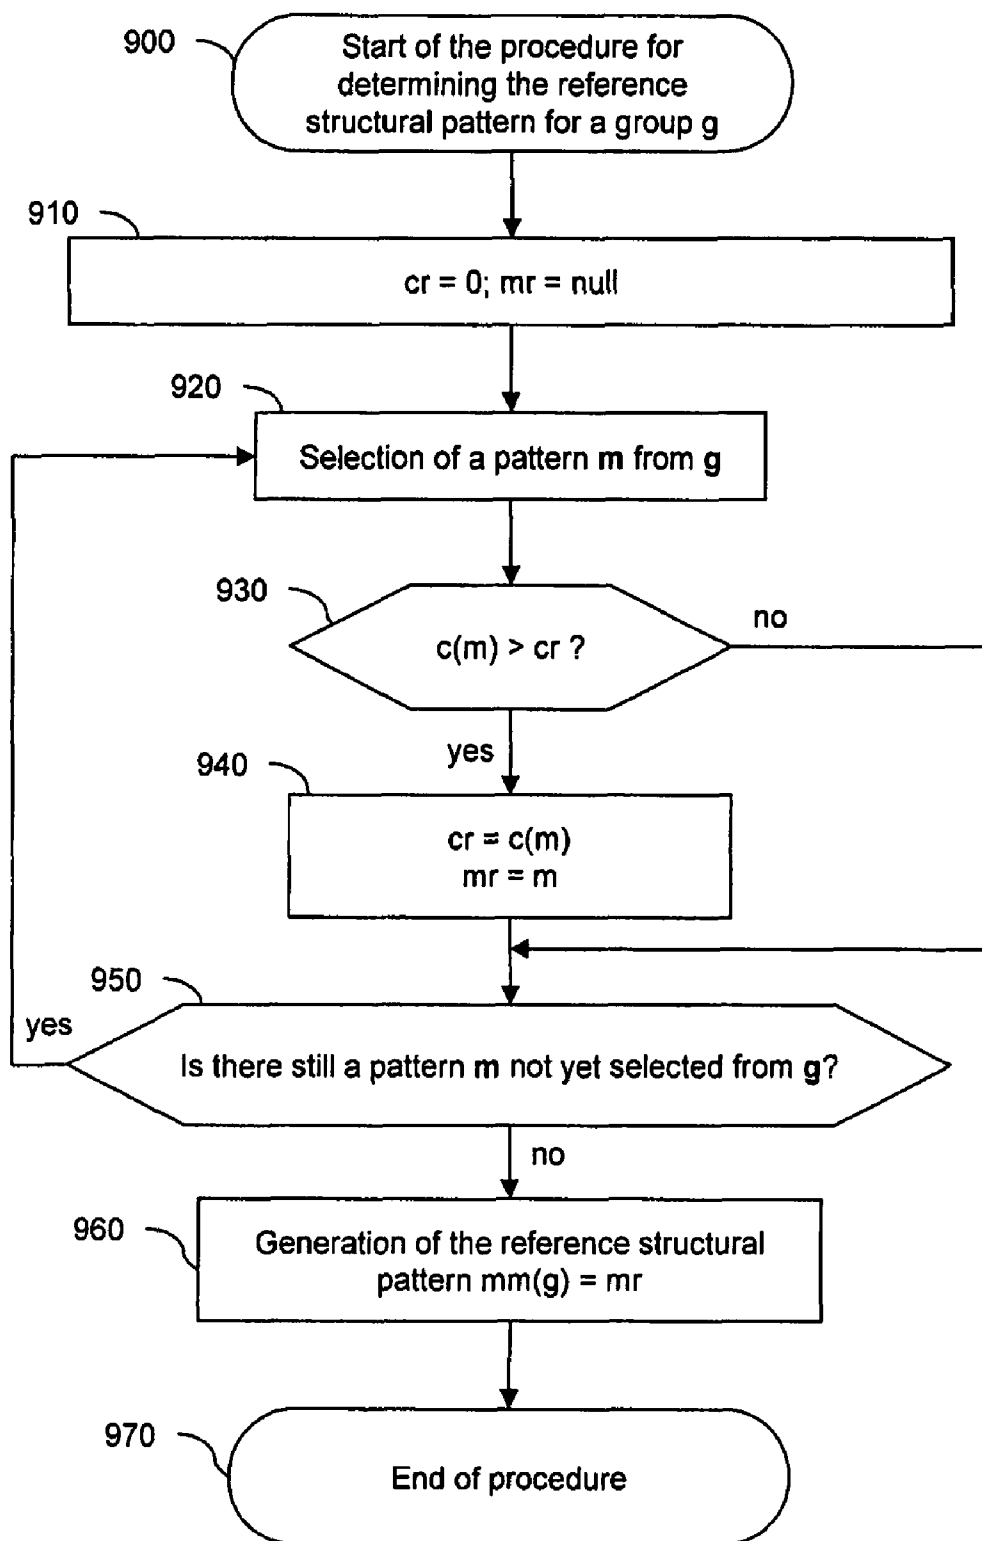 900
Start of the procedure for
determining the reference
structural pattern for a group g
910
cr = 0; mr = null
920
Selection of a pattern m from g
930
c(m) > cr ?
no
yes
940
cr = c(m)
mr = m
950
yes
Is there still a pattern m not yet selected from g?
no
960
Generation of the reference structural
pattern mm(g) = mr
970
End of procedure